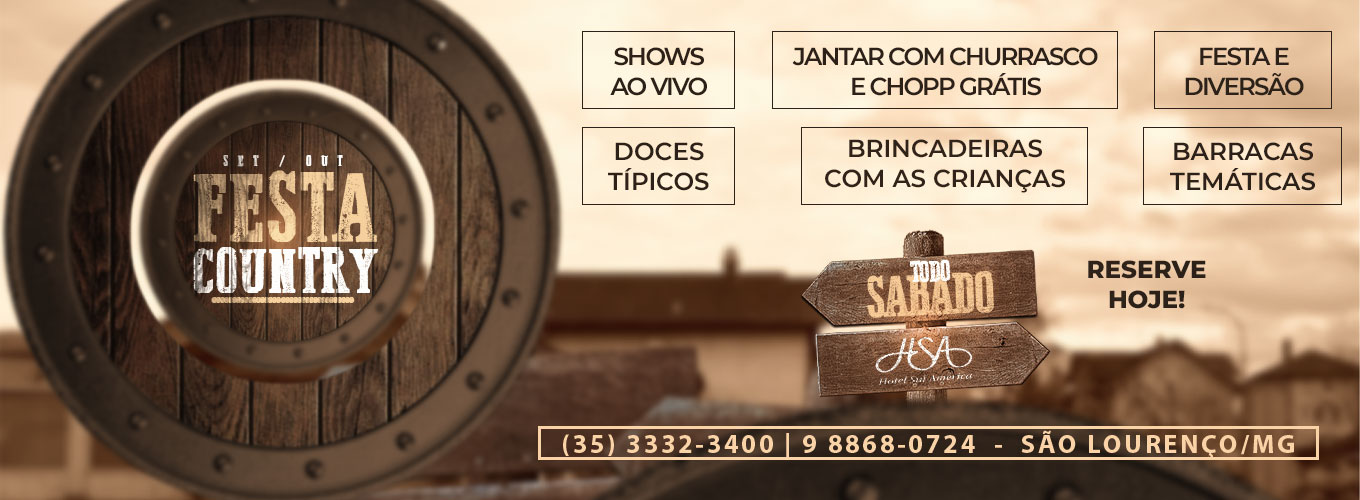 SET / OUT
FESTA
COUNTRY
SHOWS
AO VIVO
JANTAR COM CHURRASCO
E CHOPP GRÁTIS
FESTA E
DIVERSÃO
DOCES
TÍPICOS
BRINCADEIRAS
COM AS CRIANÇAS
BARRACAS
TEMÁTICAS
TODO
SABADO
HSA
Hotel Sul América
RESERVE
HOJE!
(35) 3332-3400 | 9 8868-0724 - SÃO LOURENÇO/MG